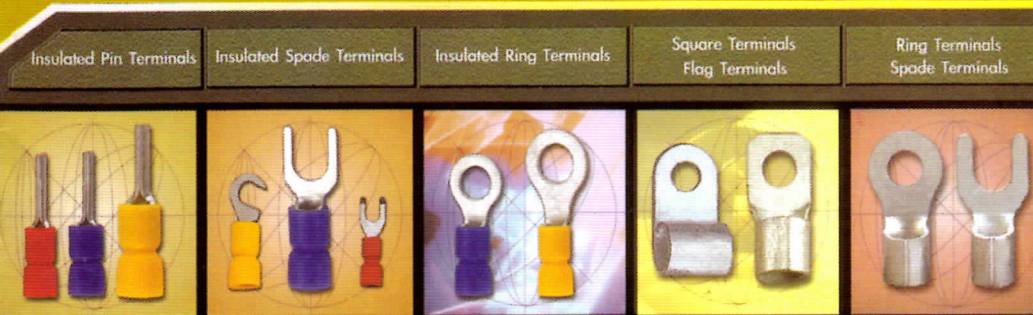 Insulated Pin Terminals
Insulated Spade Terminals
Insulated Ring Terminals
Square Terminals
Flag Terminals
Ring Terminals
Spade Terminals